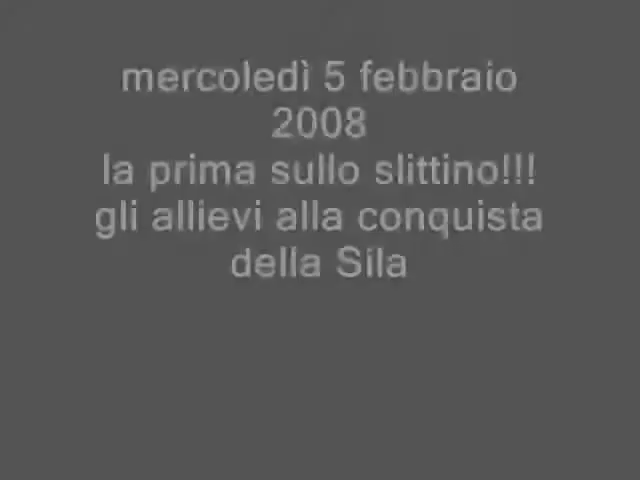 mercoledì 5 febbraio
2008
la prima sullo slittino!!!
gli allievi alla conquista
della Sila